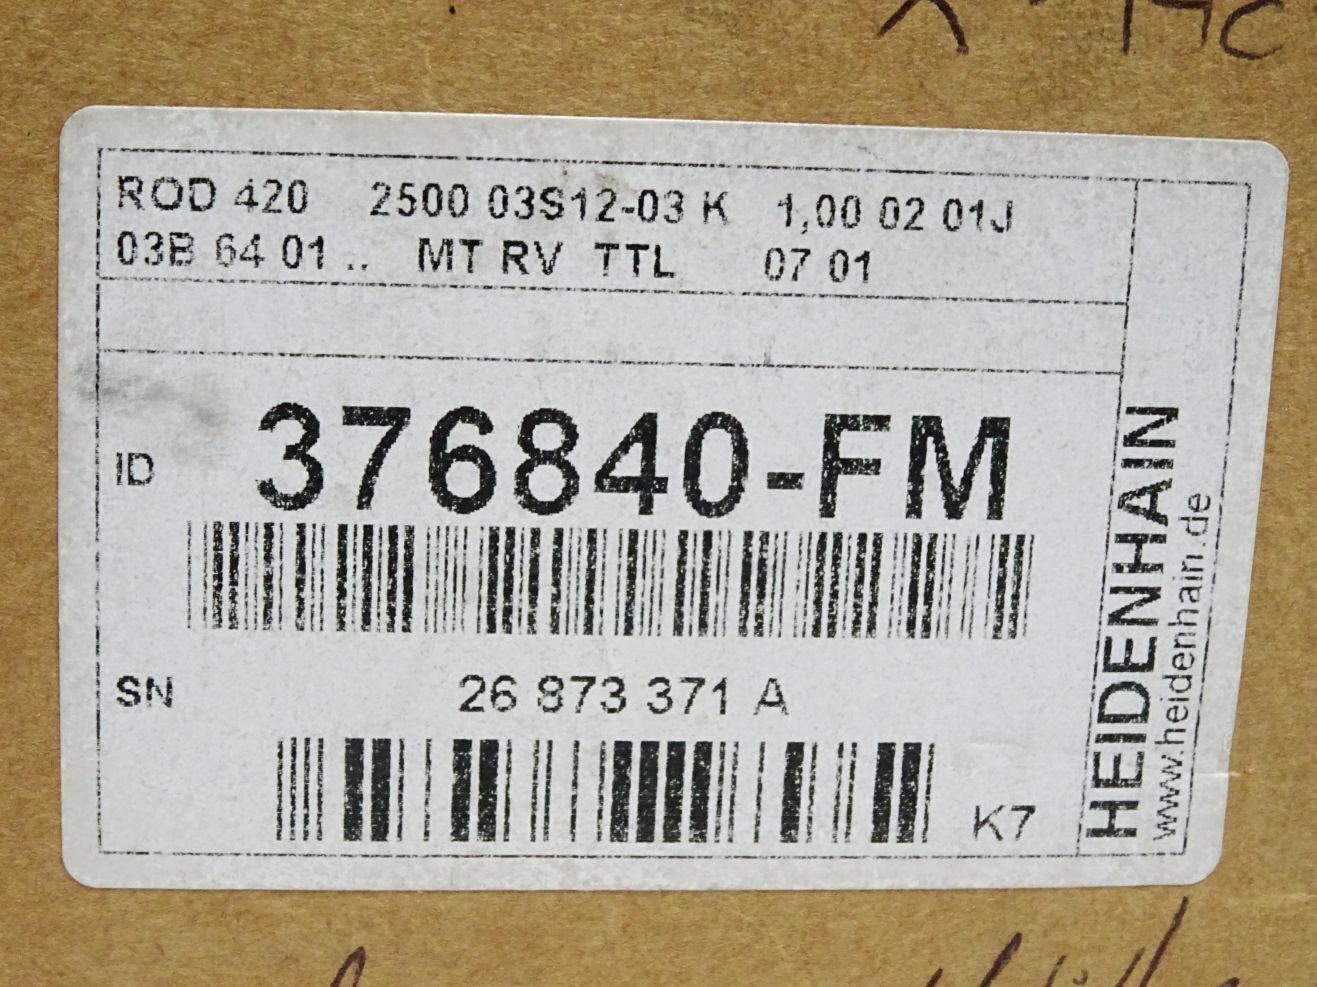 ROD 420 2500 03S12-03 K 1,00 02 01J
03B 64 01 .. MT RV TTL 07 01
ID 376840-FM
SN 26 873 371 A
K7
HEIDENHAIN
www.heidenhain.de